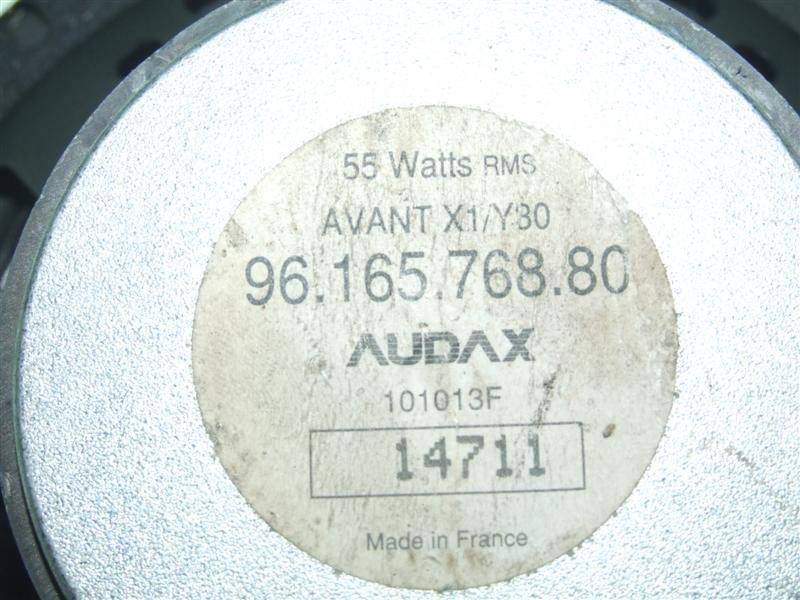 55 Watts RMS
AVANT X1/Y30
96.165.768.80
AUDAX
101013F
14711
Made in France